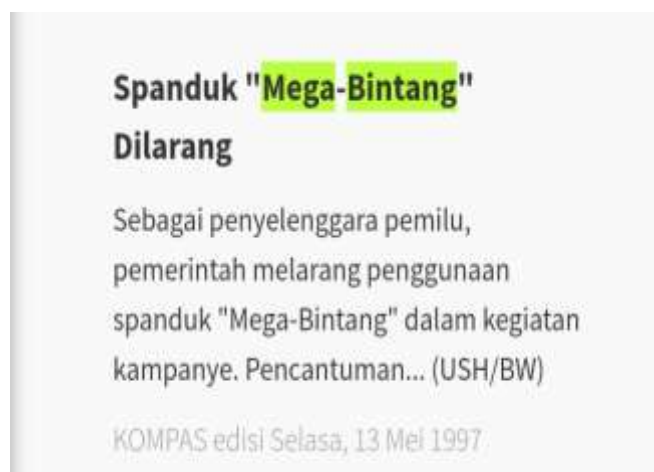 Spanduk "Mega-Bintang"
Dilarang
Sebagai penyelenggara pemilu,
pemerintah melarang penggunaan
spanduk "Mega-Bintang" dalam kegiatan
kampanye. Pencantuman... (USH/BW)
KOMPAS edisi Selasa, 13 Mei 1997